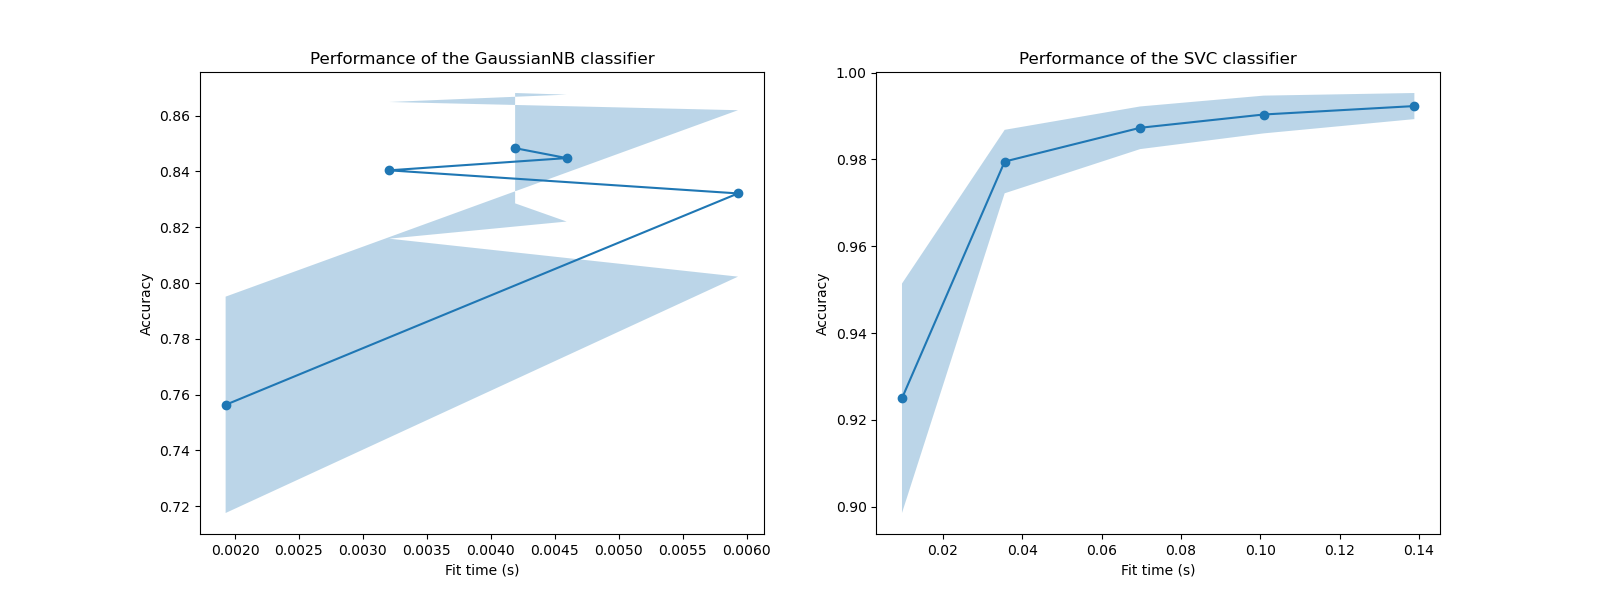 Performance of the GaussianNB classifier
0.86
0.84
0.82
0.80
0.78
0.76
0.74
0.72
Accuracy
0.0020 0.0025 0.0030 0.0035 0.0040 0.0045 0.0050 0.0055 0.0060
Fit time (s)
Performance of the SVC classifier
1.00
0.98
0.96
0.94
0.92
0.90
Accuracy
0.02 0.04 0.06 0.08 0.10 0.12 0.14
Fit time (s)